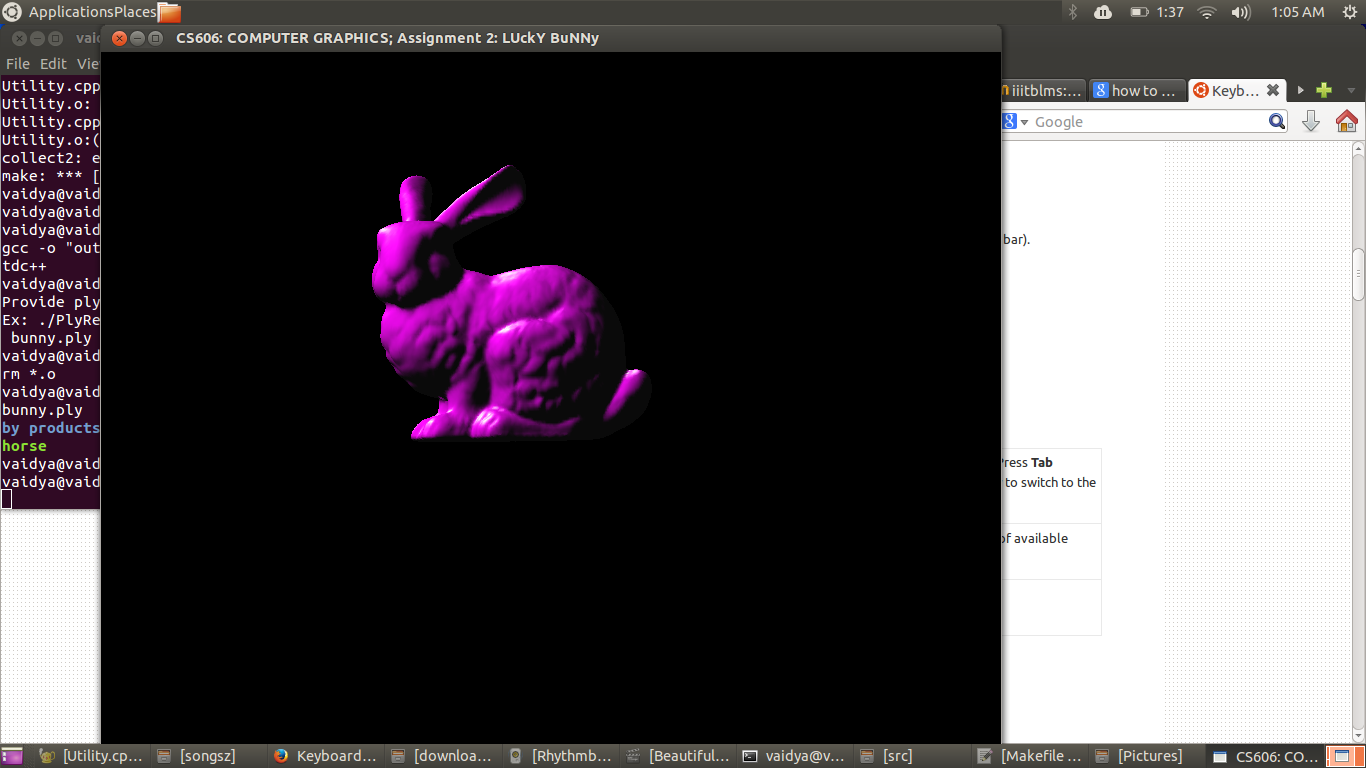 ApplicationsPlaces
1:37
1:05 AM
CS606: COMPUTER GRAPHICS; Assignment 2: LUckY BuNNy
vaid
File Edit Vie
Utility.cpp
Utility.o:
Utility.cpp
Utility.o:(
collect2: e
make: *** [
vaidya@vaid
vaidya@vaid
vaidya@vaid
gcc -o "out
tdc++
vaidya@vaid
Provide ply
Ex: ./PlyRe
bunny.ply
vaidya@vaid
rm *.o
vaidya@vaid
bunny.ply
by products
horse
vaidya@vaid
vaidya@vaid
iiitblms:...
how to ...
Keyb...
Google
bar).
Press Tab
to switch to the
of available
[Utility.cp...
[songsz]
Keyboard...
[downloa...
[Rhythmb...
[Beautiful...
vaidya@v...
[src]
[Makefile ...
[Pictures]
CS606: CO...